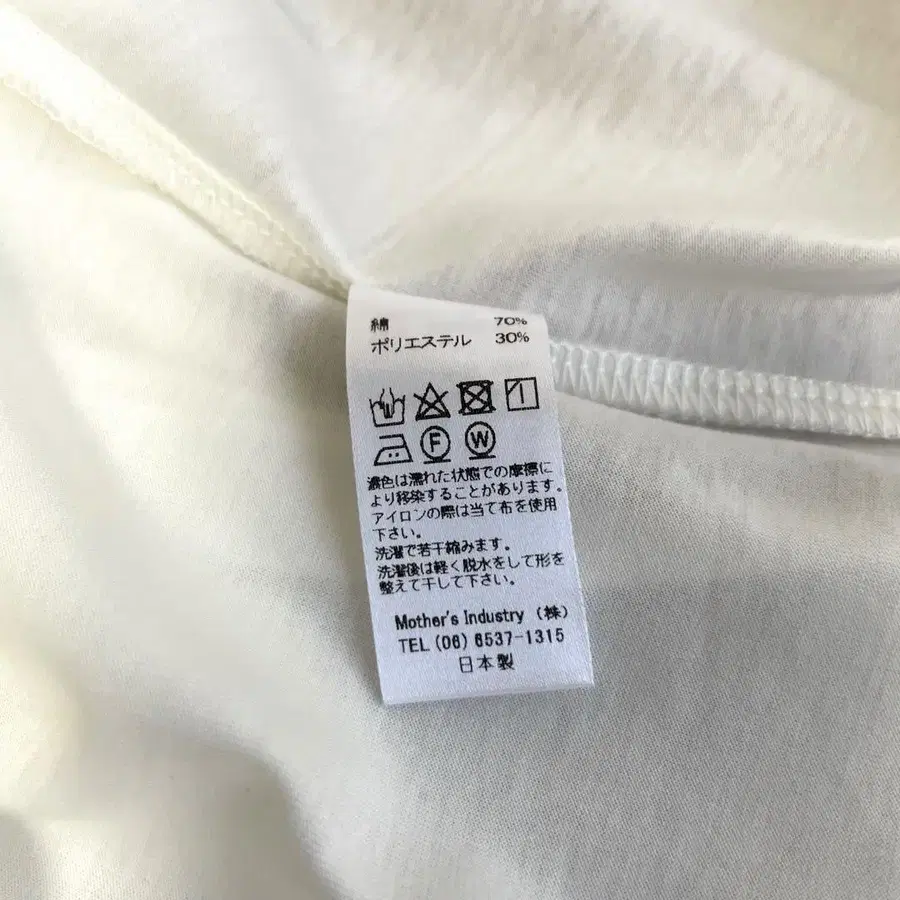 綿 70%
ポリエステル 30%
F W
濃色は濡れた状態での摩擦に
より移染することがあります。
アイロンの際は当て布を使用
下さい。
洗濯で若干縮みます。
洗濯後は軽く脱水をして形を
整えて干して下さい。
Mother's Industry (株)
TEL (06) 6537-1315
日本製